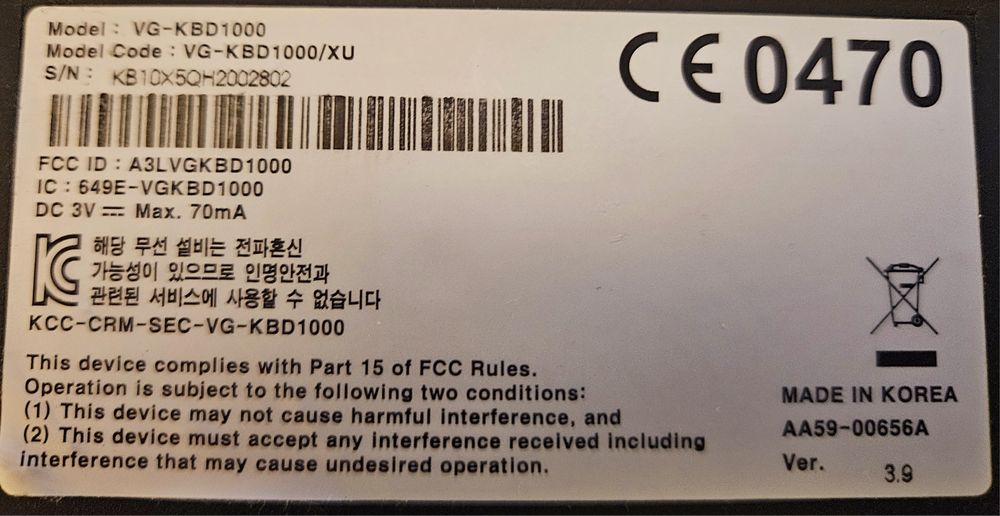 Model : VG-KBD1000
Model Code : VG-KBD1000/XU
S/N : KB10X5QH2002802
CE 0470
FCC ID : A3LVGKBD1000
IC : 649E-VGKBD1000
DC 3V ⎓ Max. 70mA
해당 무선 설비는 전파혼신
가능성이 있으므로 인명안전과
관련된 서비스에 사용할 수 없습니다
KCC-CRM-SEC-VG-KBD1000
This device complies with Part 15 of FCC Rules.
Operation is subject to the following two conditions:
(1) This device may not cause harmful interference, and
(2) This device must accept any interference received including
interference that may cause undesired operation.
MADE IN KOREA
AA59-00656A
Ver. 3.9